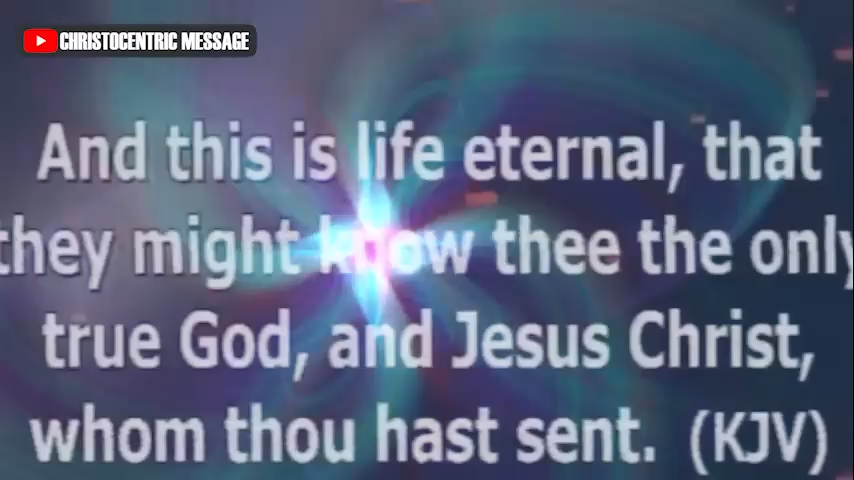 CHRISTOCENTRIC MESSAGE
And this is life eternal, that
they might know thee the only
true God, and Jesus Christ,
whom thou hast sent. (KJV)